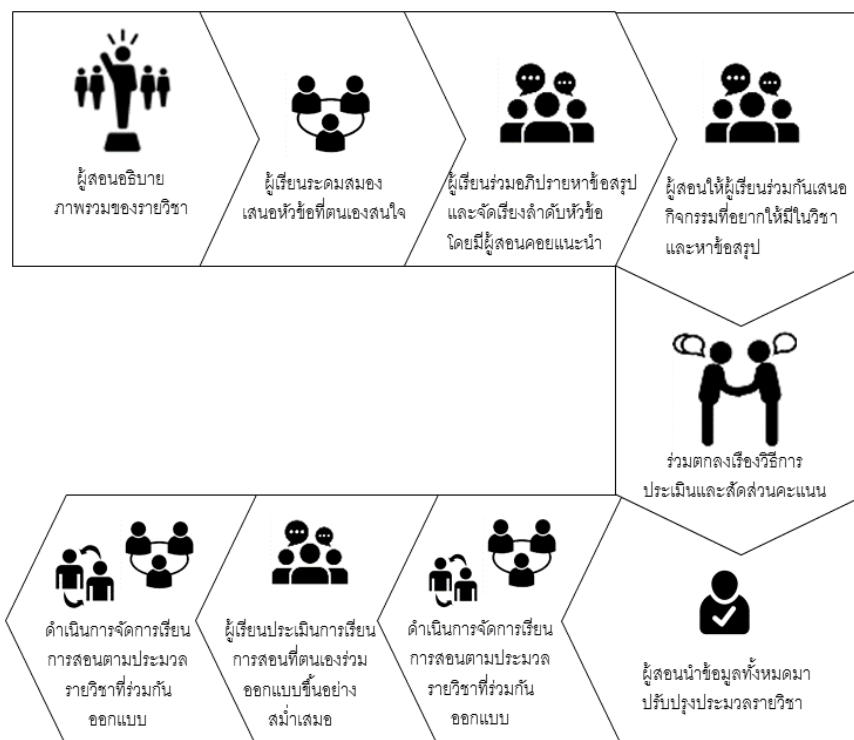 ผู้สอนอธิบาย
ภาพรวมของรายวิชา
ผู้เรียนระดมสมอง
เสนอหัวข้อที่ตนเองสนใจ
ผู้เรียนร่วมอภิปรายหาข้อสรุป
และจัดเรียงลำดับหัวข้อ
โดยมีผู้สอนคอยแนะนำ
ผู้สอนให้ผู้เรียนร่วมกันเสนอ
กิจกรรมที่อยากให้มีในวิชา
และหาข้อสรุป
ร่วมตกลงเรื่องวิธีการ
ประเมินและสัดส่วนคะแนน
ผู้สอนนำข้อมูลทั้งหมดมา
ปรับปรุงประมวลรายวิชา
ดำเนินการจัดการเรียน
การสอนตามประมวล
รายวิชาที่ร่วมกัน
ออกแบบ
ผู้เรียนประเมินการเรียน
การสอนที่ตนเองร่วม
ออกแบบขึ้นอย่าง
สม่ำเสมอ
ดำเนินการจัดการเรียน
การสอนตามประมวล
รายวิชาที่ร่วมกัน
ออกแบบ